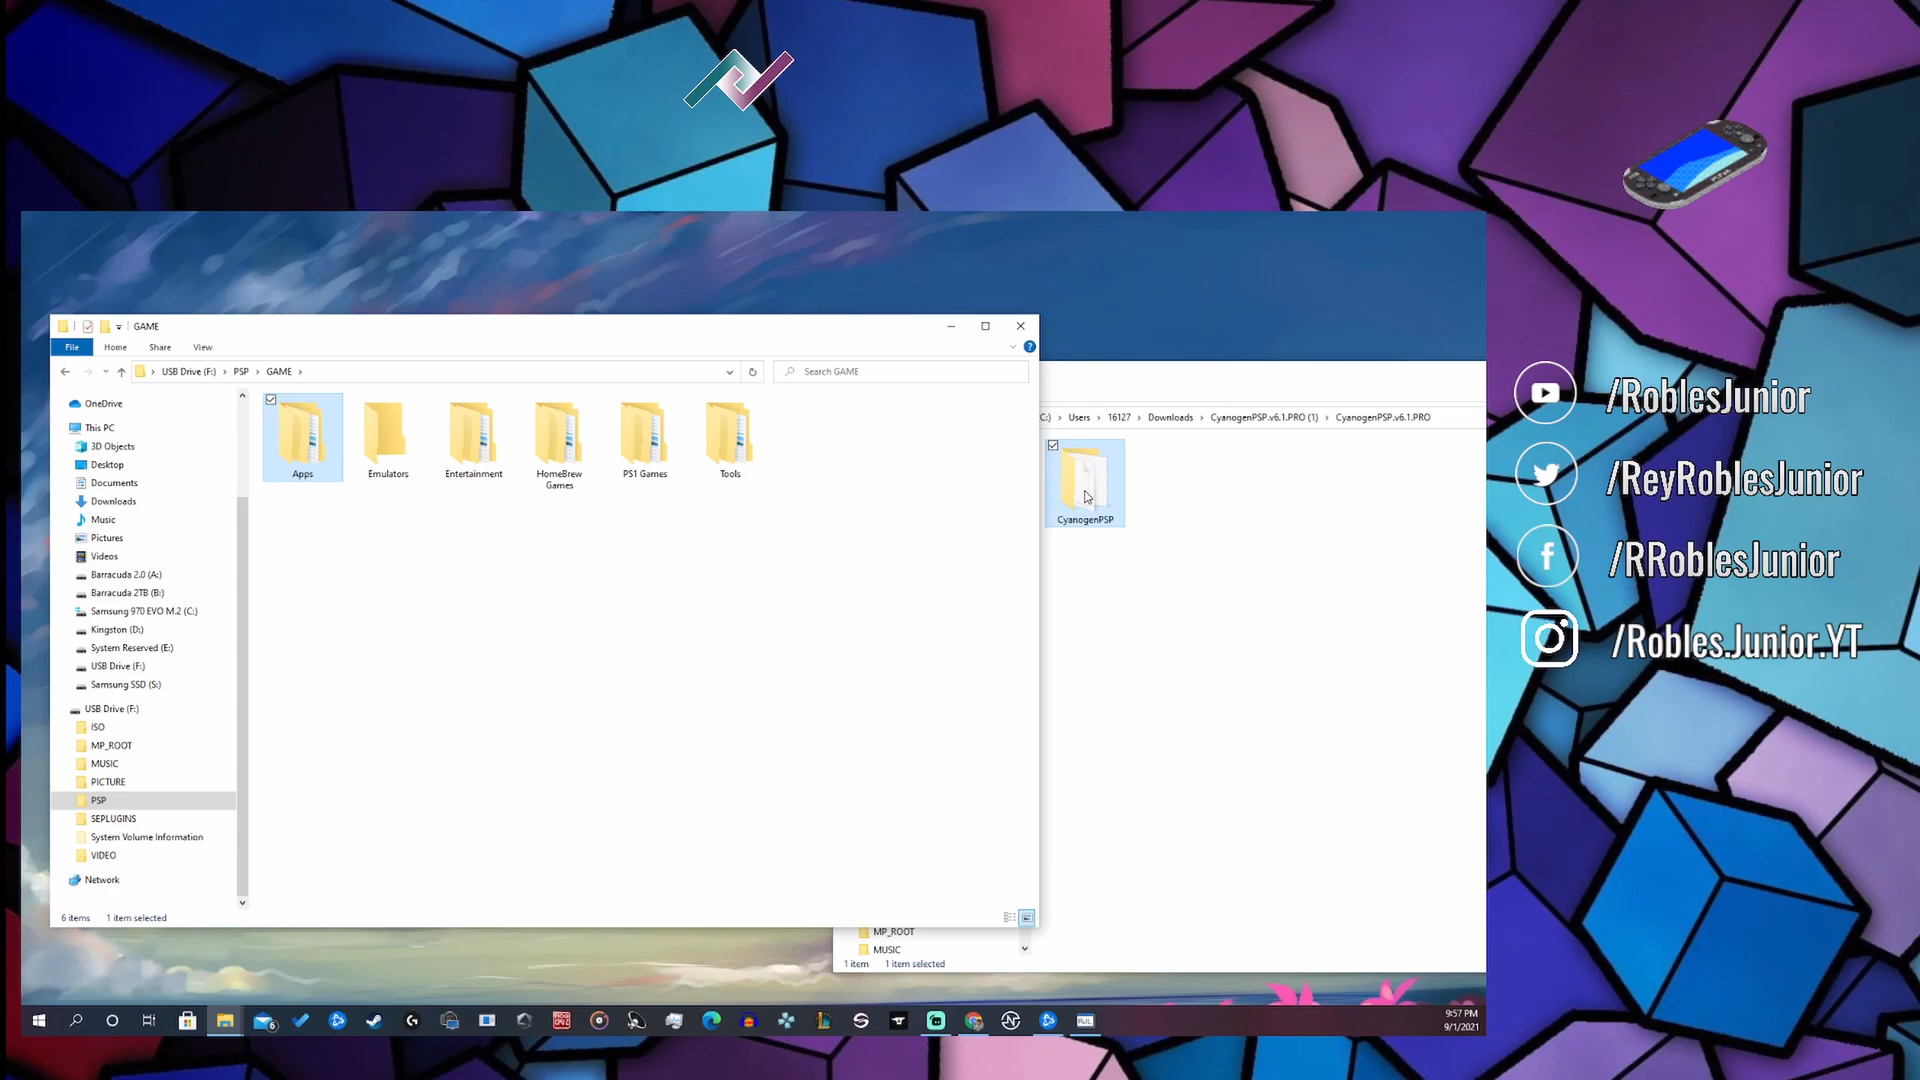 GAME
File
Home
Share
View
USB Drive (F:)
PSP
GAME
Search GAME
OneDrive
This PC
3D Objects
Desktop
Documents
Downloads
Music
Pictures
Videos
Barracuda 2.0 (A:)
Barracuda 2TB (B:)
Samsung 970 EVO M.2 (C:)
Kingston (D:)
System Reserved (E:)
USB Drive (F:)
Samsung SSD (S:)
USB Drive (F:)
ISO
MP_ROOT
MUSIC
PICTURE
PSP
SEPLUGINS
System Volume Information
VIDEO
Network
Apps
Emulators
Entertainment
HomeBrew
Games
PS1 Games
Tools
6 items
1 item selected
C:)
Users
16127
Downloads
CyanogenPSP.v6.1.PRO (1)
CyanogenPSP.v6.1.PRO
CyanogenPSP
MP_ROOT
MUSIC
1 item
1 item selected
9:57 PM
9/1/2021
/RoblesJunior
/ReyRoblesJunior
/RRoblesJunior
/Robles.Junior.YT